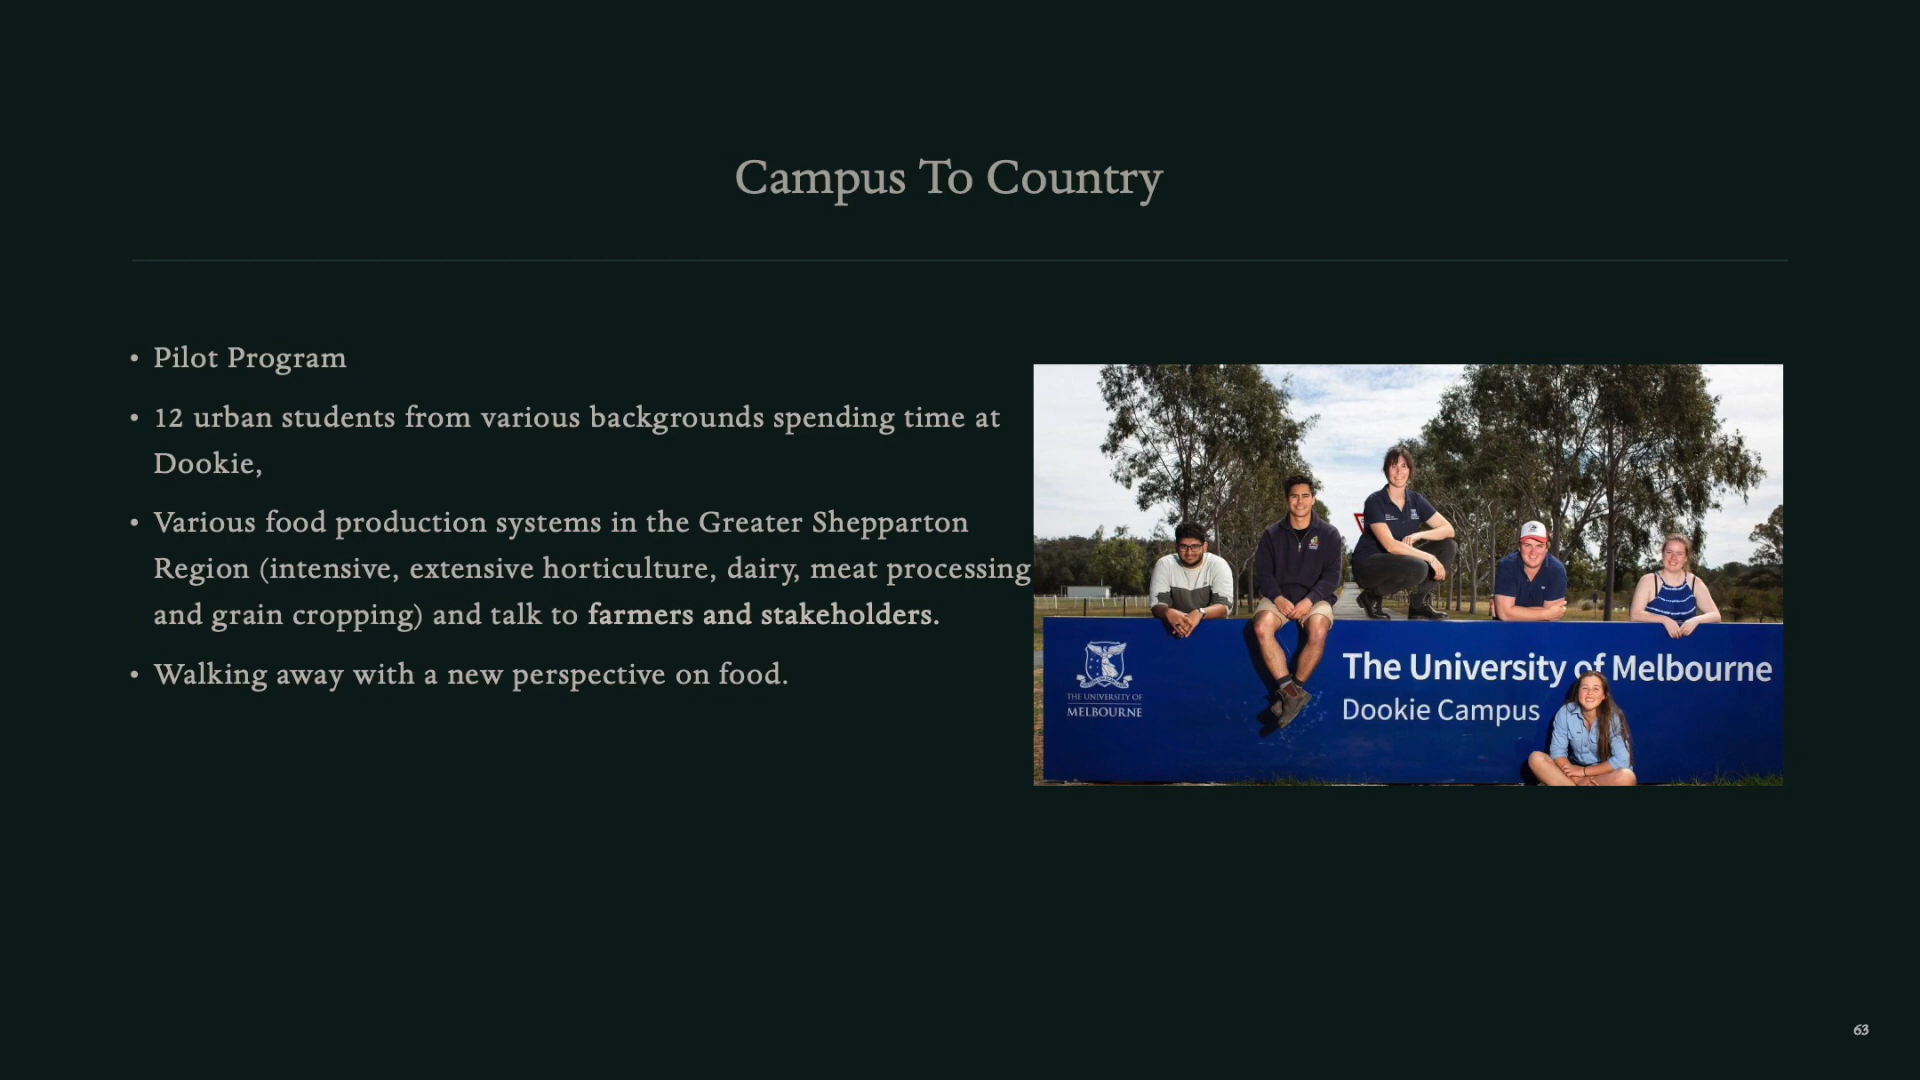 Campus To Country
• Pilot Program
• 12 urban students from various backgrounds spending time at
Dookie,
• Various food production systems in the Greater Shepparton
Region (intensive, extensive horticulture, dairy, meat processing
and grain cropping) and talk to farmers and stakeholders.
• Walking away with a new perspective on food.
THE UNIVERSITY OF
MELBOURNE
The University of Melbourne
Dookie Campus
63